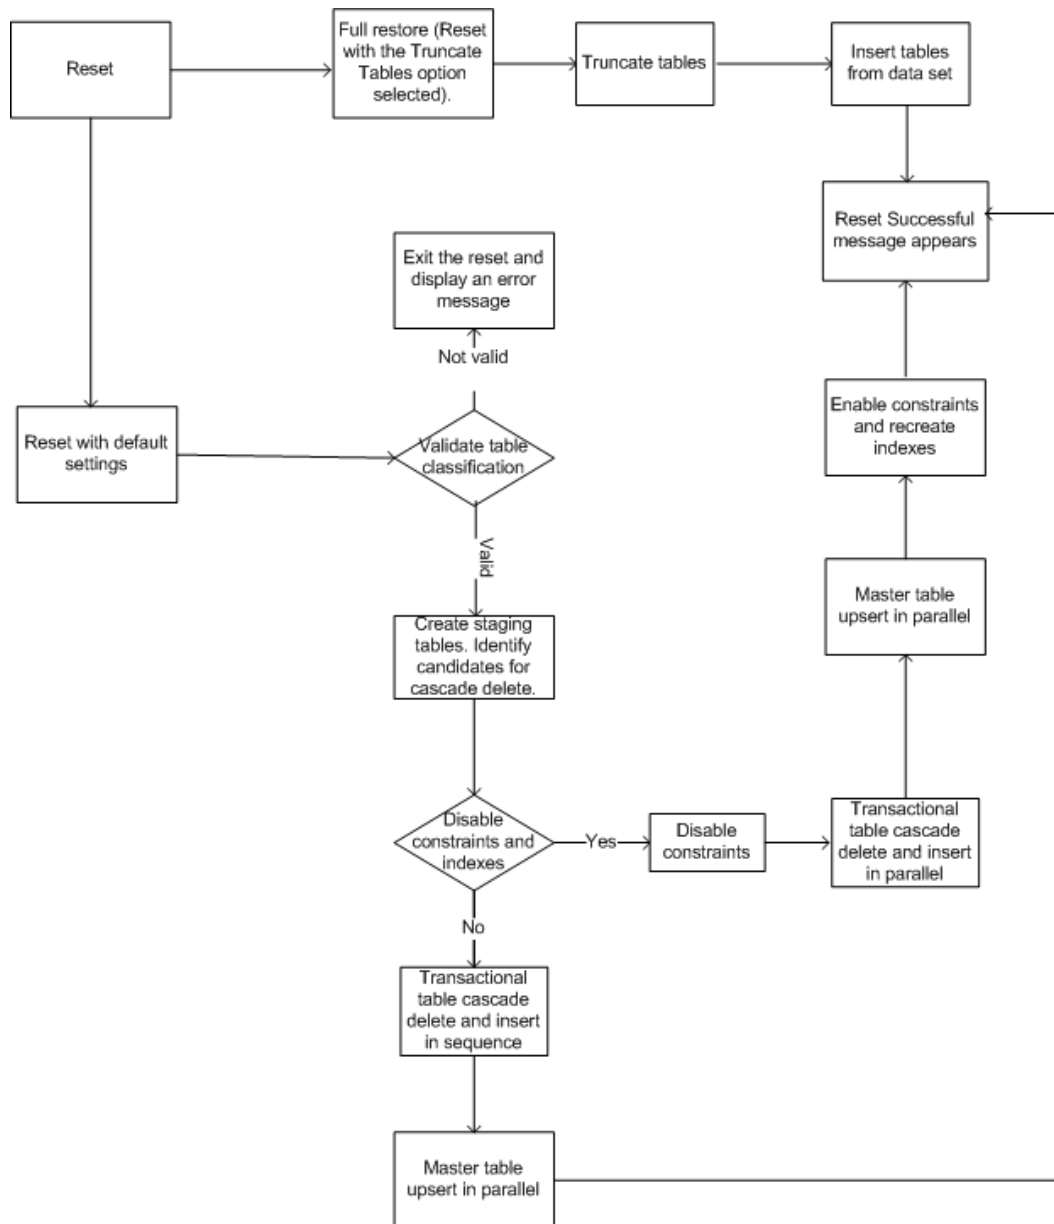 Reset
Full restore (Reset
with the Truncate
Tables option
selected).
Truncate tables
Insert tables
from data set
Reset Successful
message appears
Exit the reset and
display an error
message
Not valid
Enable constraints
and recreate
indexes
Reset with default
settings
Validate table
classification
Valid
Master table
upsert in parallel
Create staging
tables. Identify
candidates for
cascade delete.
Disable
constraints and
indexes
Yes
Disable
constraints
Transactional
table cascade
delete and insert
in parallel
No
Transactional
table cascade
delete and insert
in sequence
Master table
upsert in parallel